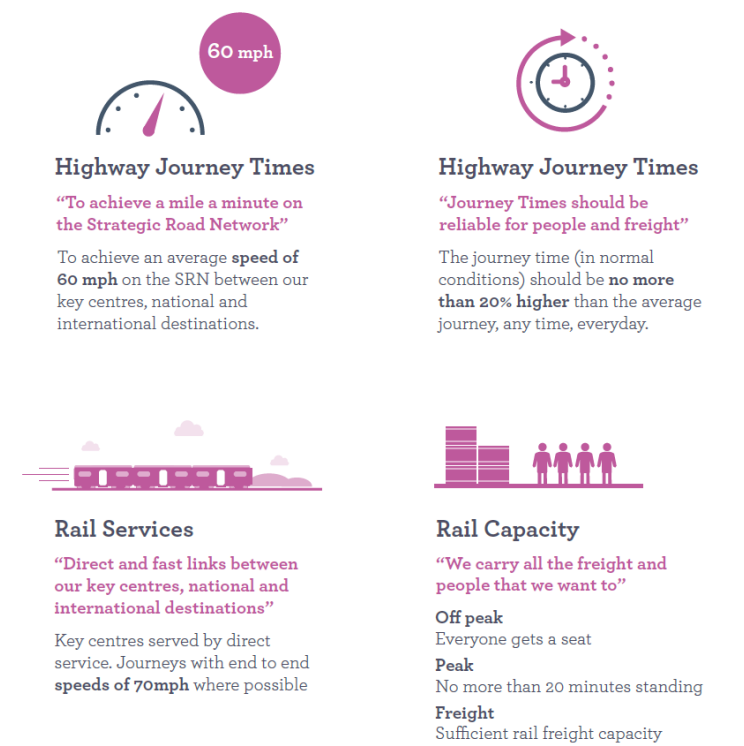 60 mph
Highway Journey Times
“To achieve a mile a minute on
the Strategic Road Network”
To achieve an average speed of
60 mph on the SRN between our
key centres, national and
international destinations.
Highway Journey Times
“Journey Times should be
reliable for people and freight”
The journey time (in normal
conditions) should be no more
than 20% higher than the average
journey, any time, everyday.
Rail Services
“Direct and fast links between
our key centres, national and
international destinations”
Key centres served by direct
service. Journeys with end to end
speeds of 70mph where possible
Rail Capacity
“We carry all the freight and
people that we want to”
Off peak
Everyone gets a seat
Peak
No more than 20 minutes standing
Freight
Sufficient rail freight capacity